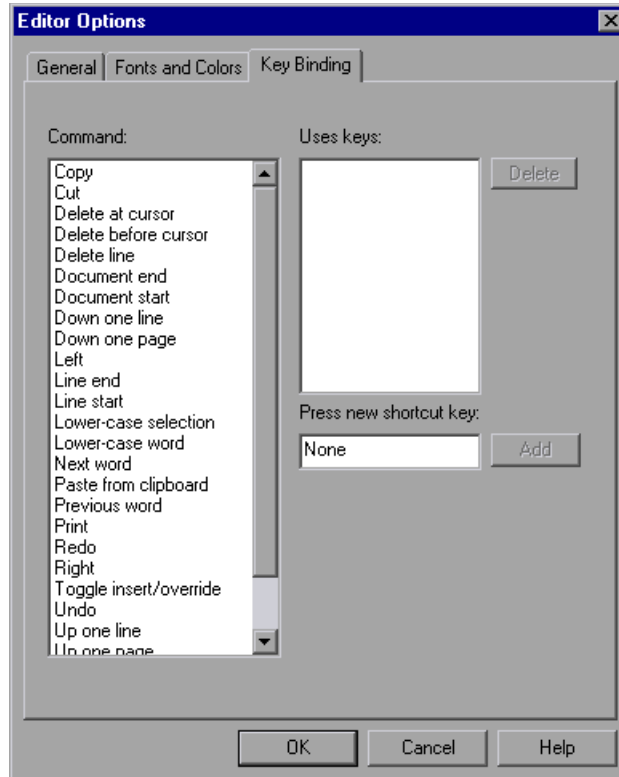 Editor Options
General
Fonts and Colors
Key Binding
Command:
Copy
Cut
Delete at cursor
Delete before cursor
Delete line
Document end
Document start
Down one line
Down one page
Left
Line end
Line start
Lower-case selection
Lower-case word
Next word
Paste from clipboard
Previous word
Print
Redo
Right
Toggle insert/override
Undo
Up one line
Up one page
Uses keys:
Delete
Press new shortcut key:
None
Add
OK
Cancel
Help